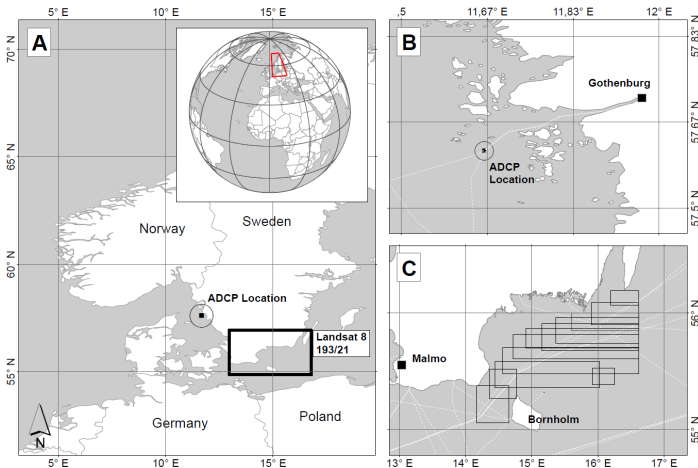 5° E
10° E
15° E
A
70° N
66° N
60° N
55° N
Norway
Sweden
ADCP Location
Landsat 8
193/21
Germany
Poland
N
5° E
10° E
15° E
,5
11,67° E
11,83° E
12° E
B
57,83° N
57,67° N
57,5° N
Gothenburg
ADCP
Location
C
56° N
55° N
Malmo
Bornholm
13° E
14° E
15° E
16° E
17° E